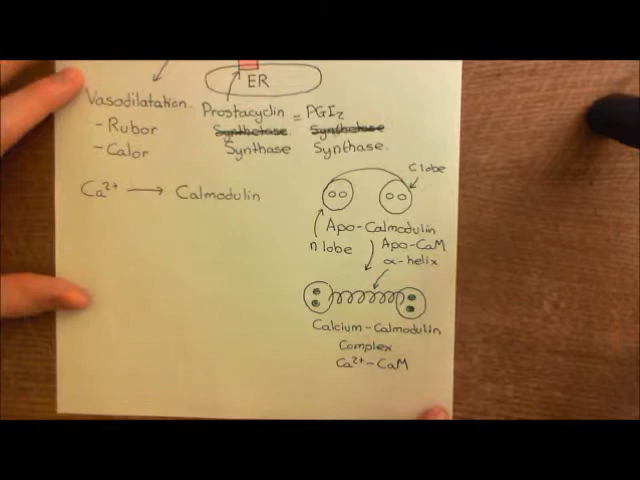 ER
Vasodilatation. Prostacyclin = PGI2
- Rubor Synthetase. Synthetase
- Calor Synthase Synthase.
C lobe
Ca2+ → Calmodulin
Apo-Calmodulin
n lobe Apo-CaM
α-helix
Calcium-Calmodulin
Complex
Ca2+-CaM